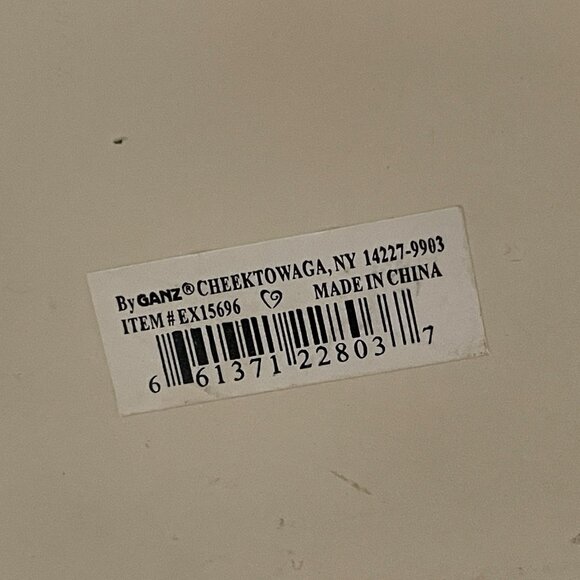 By GANZ® CHEEKTOWAGA, NY 14227-9903
ITEM # EX15696 MADE IN CHINA
6 61371 22803 7